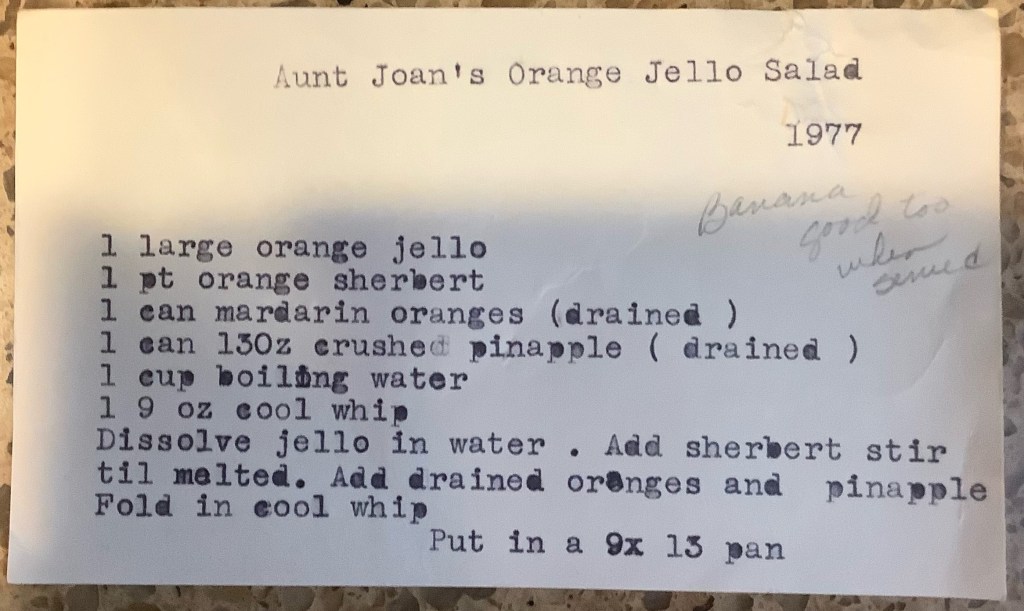 Aunt Joan's Orange Jello Salad
1977
Banana
good too
when
served
1 large orange jello
1 pt orange sherbert
1 can mardarin oranges (drained )
1 can 13Oz crushed pinapple ( drained )
1 cup boiling water
1 9 oz cool whip
Dissolve jello in water . Add sherbert stir
til melted. Add drained oranges and pinapple
Fold in cool whip
Put in a 9x 13 pan